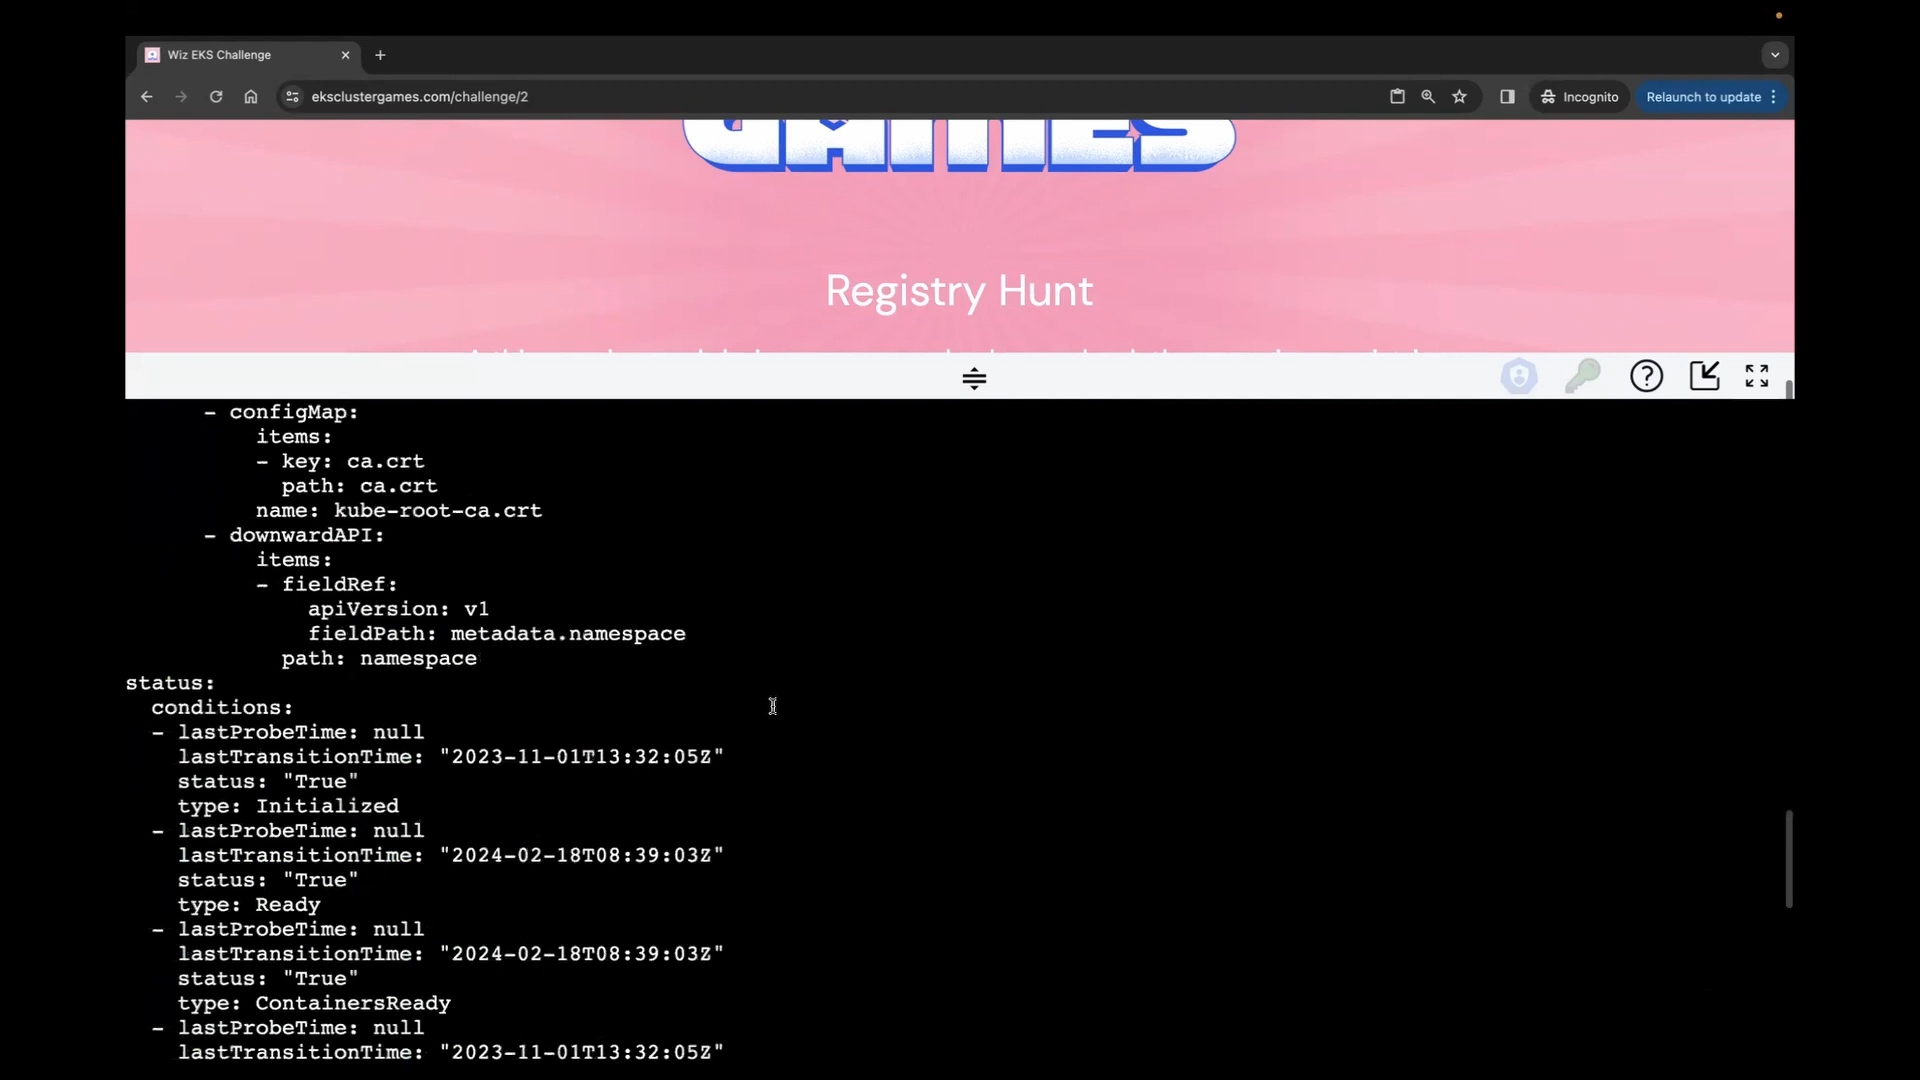 Wiz EKS Challenge
eksclustergames.com/challenge/2
Incognito
Relaunch to update
GAMES
Registry Hunt
- configMap:
items:
- key: ca.crt
path: ca.crt
name: kube-root-ca.crt
- downwardAPI:
items:
- fieldRef:
apiVersion: v1
fieldPath: metadata.namespace
path: namespace
status:
conditions:
- lastProbeTime: null
lastTransitionTime: "2023-11-01T13:32:05Z"
status: "True"
type: Initialized
- lastProbeTime: null
lastTransitionTime: "2024-02-18T08:39:03Z"
status: "True"
type: Ready
- lastProbeTime: null
lastTransitionTime: "2024-02-18T08:39:03Z"
status: "True"
type: ContainersReady
- lastProbeTime: null
lastTransitionTime: "2023-11-01T13:32:05Z"